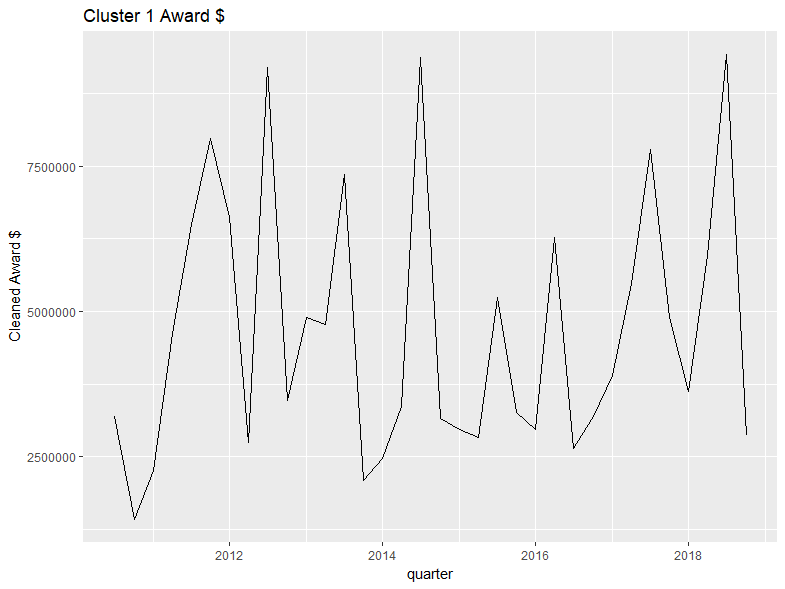 Cluster 1 Award $
Cleaned Award $
7500000
5000000
2500000
2012 2014 2016 2018
quarter